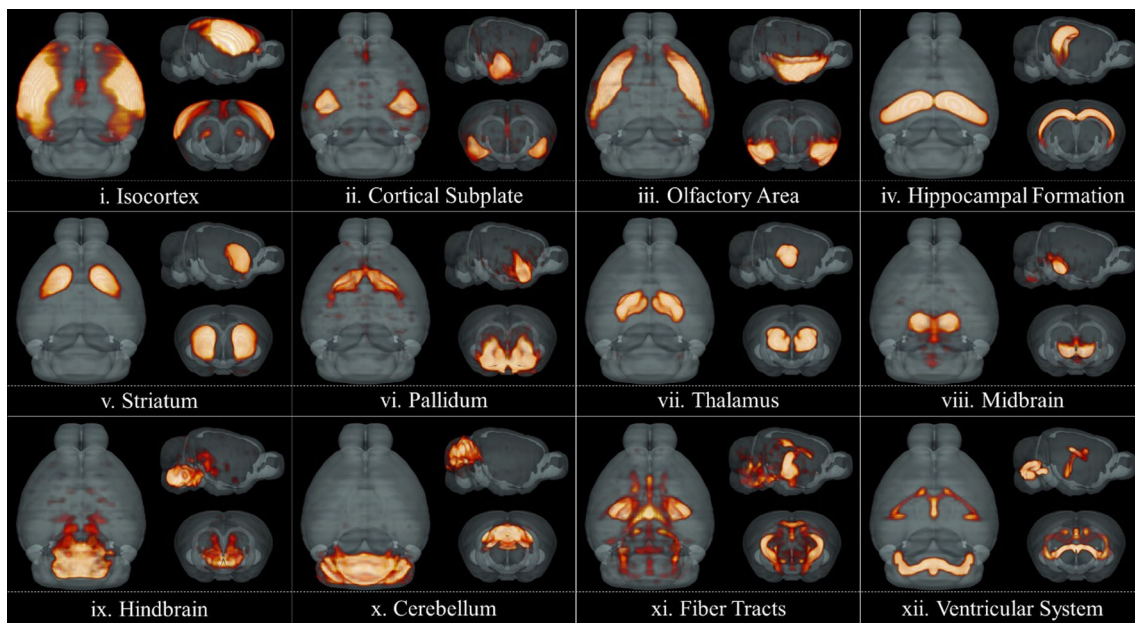 i. Isocortex
ii. Cortical Subplate
iii. Olfactory Area
iv. Hippocampal Formation
v. Striatum
vi. Pallidum
vii. Thalamus
viii. Midbrain
ix. Hindbrain
x. Cerebellum
xi. Fiber Tracts
xii. Ventricular System